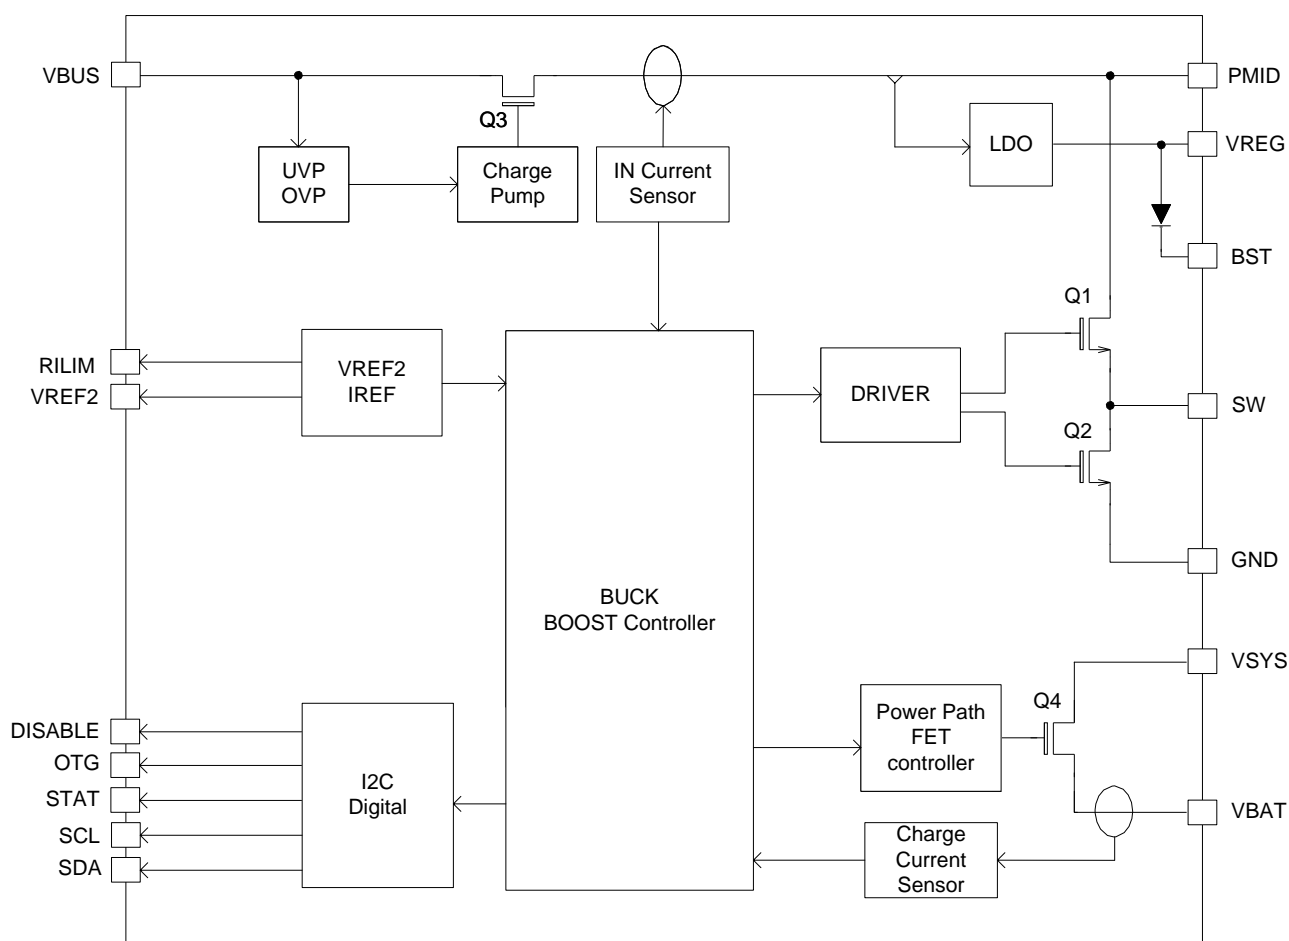 VBUS
PMID
Q3
LDO
VREG
UVP
OVP
Charge
Pump
IN Current
Sensor
BST
Q1
RILIM
VREF2
VREF2
IREF
DRIVER
SW
Q2
GND
BUCK
BOOST Controller
VSYS
Q4
Power Path
FET
controller
DISABLE
OTG
STAT
SCL
SDA
I2C
Digital
VBAT
Charge
Current
Sensor